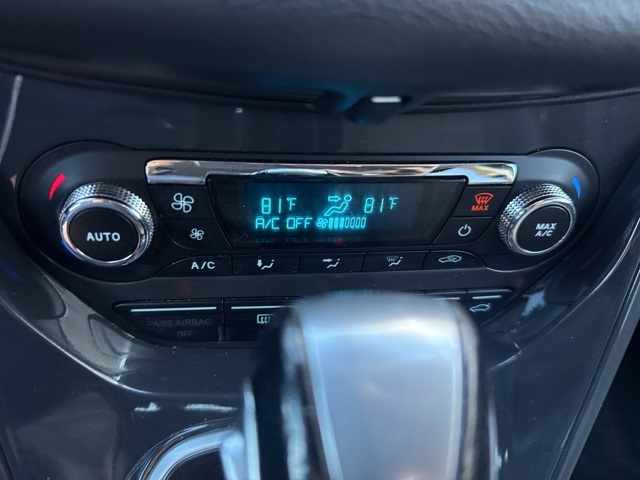 81°F 81°F
A/C OFF
MAX
AUTO
MAX
A/C
A/C
PASS AIRBAG
OFF